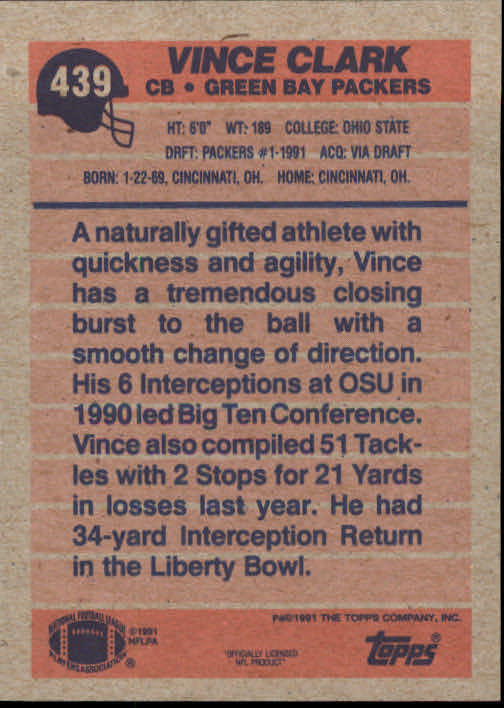 439
VINCE CLARK
CB • GREEN BAY PACKERS
HT: 6'0" WT: 189 COLLEGE: OHIO STATE
DRFT: PACKERS #1-1991 ACQ: VIA DRAFT
BORN: 1-22-69, CINCINNATI, OH. HOME: CINCINNATI, OH.
A naturally gifted athlete with
quickness and agility, Vince
has a tremendous closing
burst to the ball with a
smooth change of direction.
His 6 Interceptions at OSU in
1990 led Big Ten Conference.
Vince also compiled 51 Tack-
les with 2 Stops for 21 Yards
in losses last year. He had
34-yard Interception Return
in the Liberty Bowl.
NATIONAL FOOTBALL LEAGUE
PLAYERS ASSOCIATION ®
©1991
NFLPA
P#©1991 THE TOPPS COMPANY, INC.
"OFFICIALLY LICENSED
NFL PRODUCT"
topps®